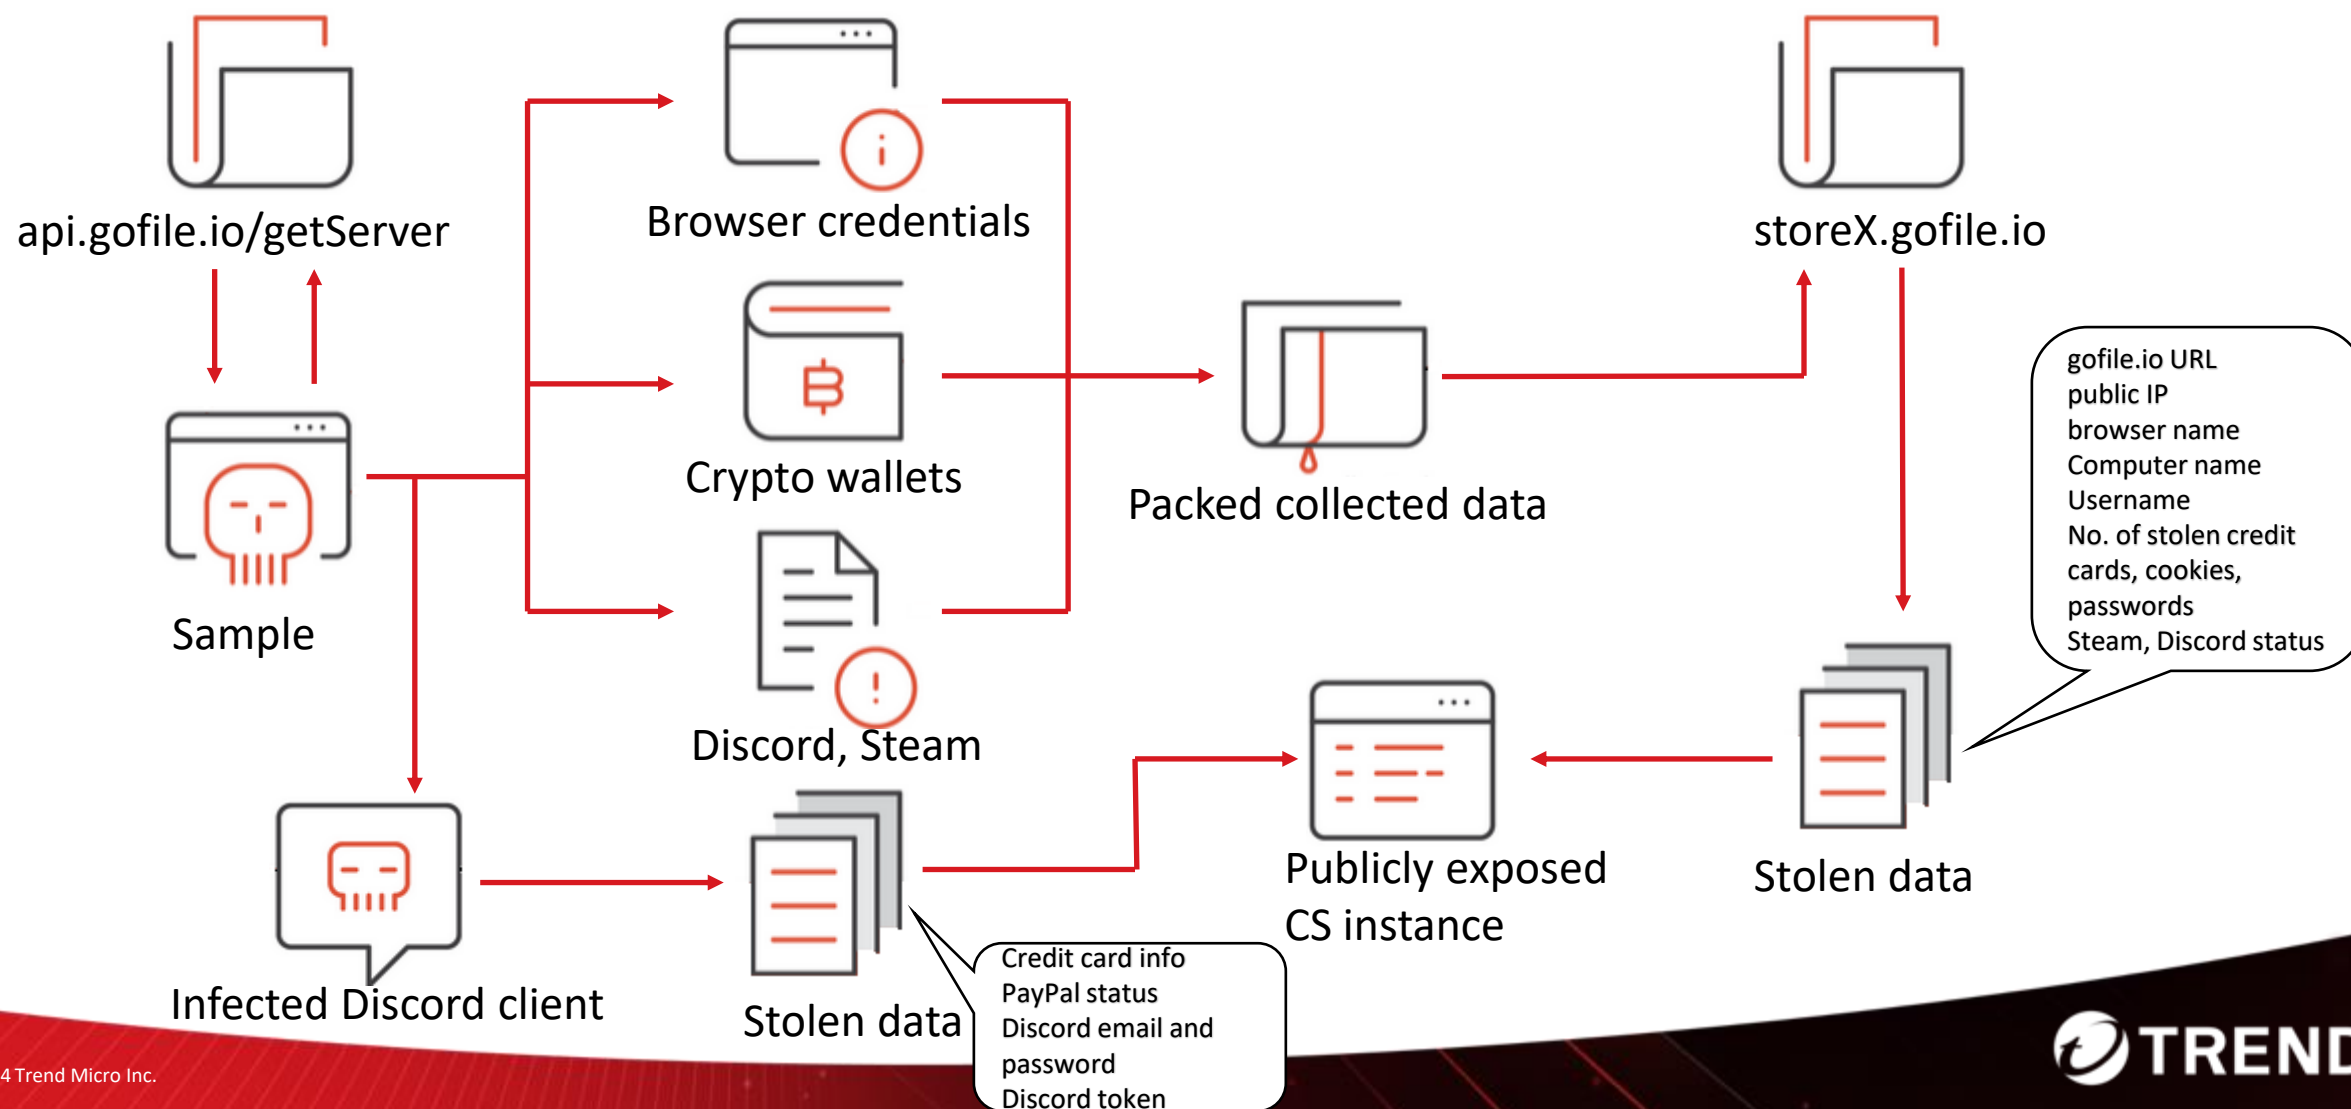 api.gofile.io/getServer
Browser credentials
storeX.gofile.io
gofile.io URL
public IP
browser name
Computer name
Username
No. of stolen credit
cards, cookies,
passwords
Steam, Discord status
Crypto wallets
Packed collected data
Sample
Discord, Steam
Publicly exposed
CS instance
Stolen data
Infected Discord client
Stolen data
Credit card info
PayPal status
Discord email and
password
Discord token
4 Trend Micro Inc.
TREND